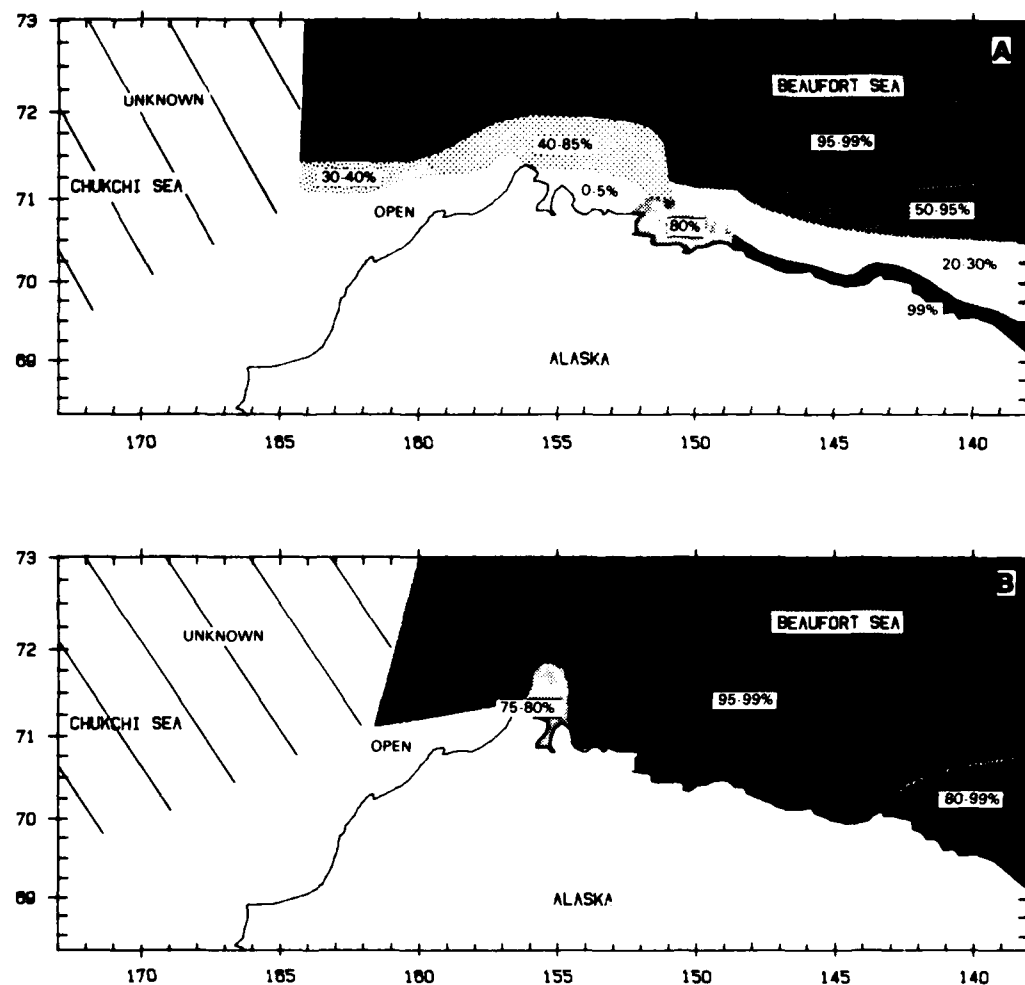 73
A
BEAUFORT SEA
UNKNOWN
72
40-85%
95-99%
30-40%
CHUKCHI SEA
0-5%
71
OPEN
50-95%
80%
20-30%
70
99%
69
ALASKA
170
165
160
155
150
145
140
73
B
BEAUFORT SEA
UNKNOWN
72
95-99%
75-80%
CHUKCHI SEA
71
OPEN
80-99%
70
69
ALASKA
170
165
160
155
150
145
140